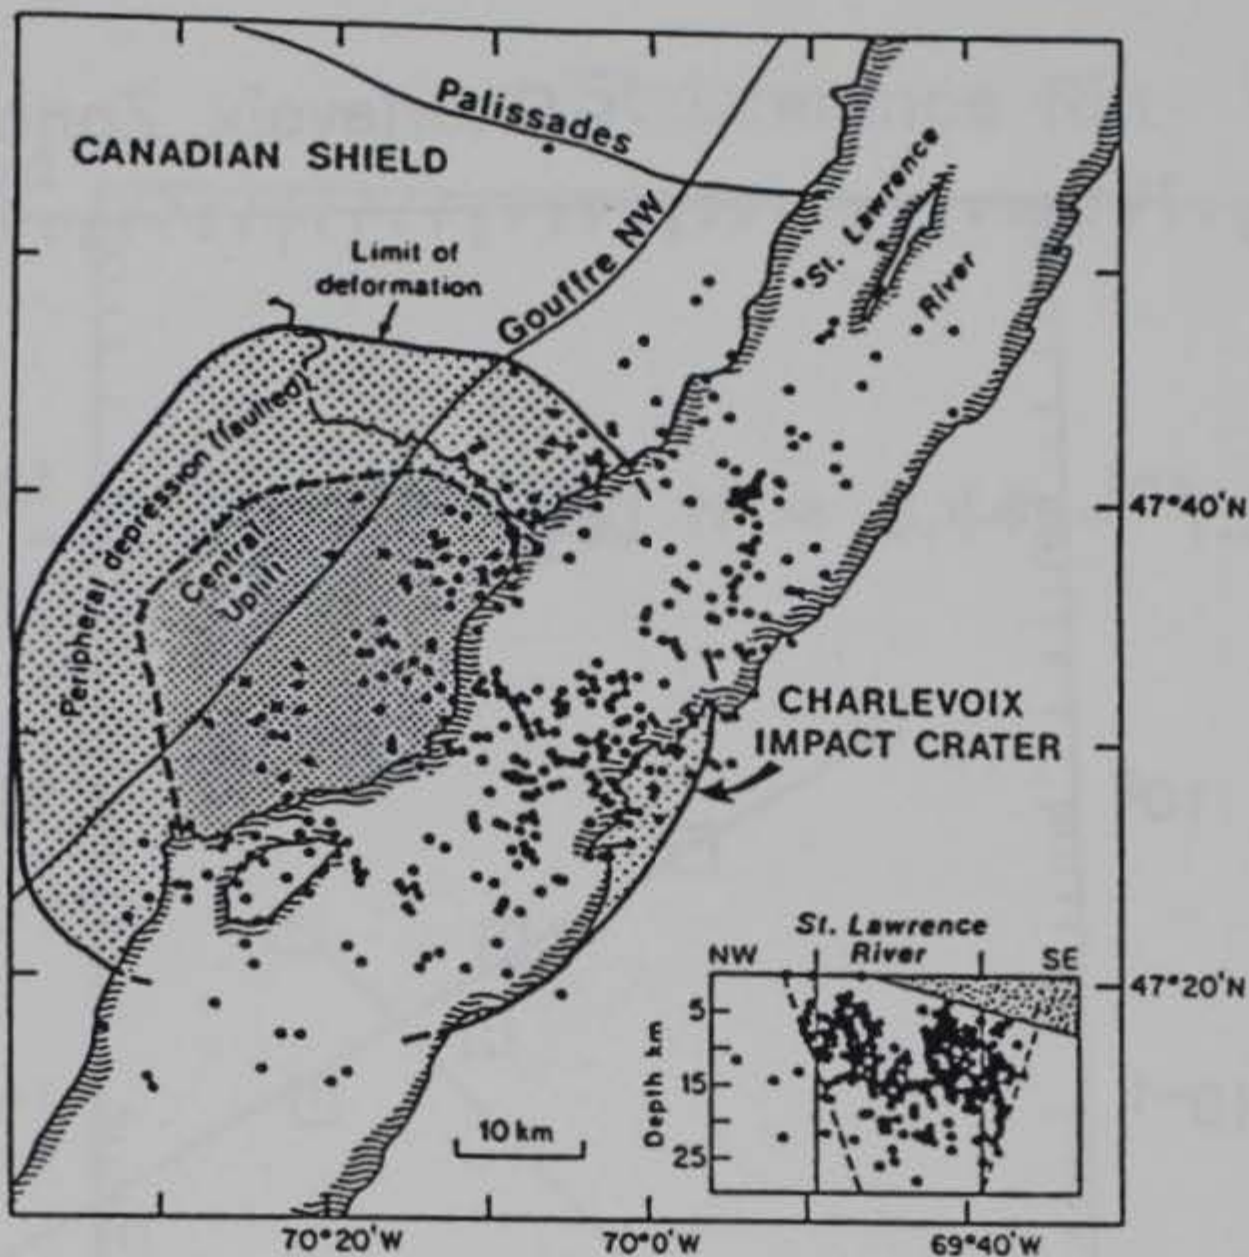 Palissades
CANADIAN SHIELD
St. Lawrence
River
Limit of
deformation
Gouffre NW
Peripheral depression (faulted)
Central
Uplift
47°40'N
CHARLEVOIX
IMPACT CRATER
St. Lawrence
River
NW
SE
47°20'N
5
15
25
Depth km
10 km
70°20'W
70°0'W
69°40'W